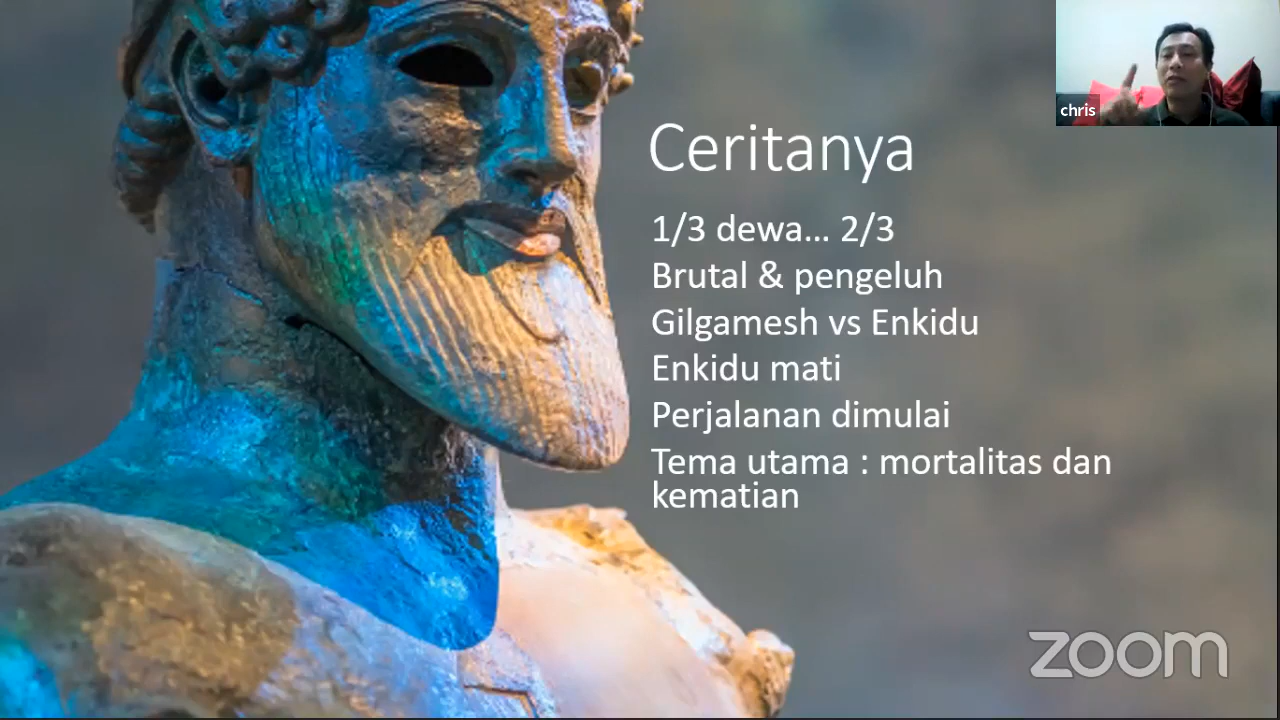 chris
Ceritanya
1/3 dewa... 2/3
Brutal & pengeluh
Gilgamesh vs Enkidu
Enkidu mati
Perjalanan dimulai
Tema utama : mortalitas dan
kematian
zoom